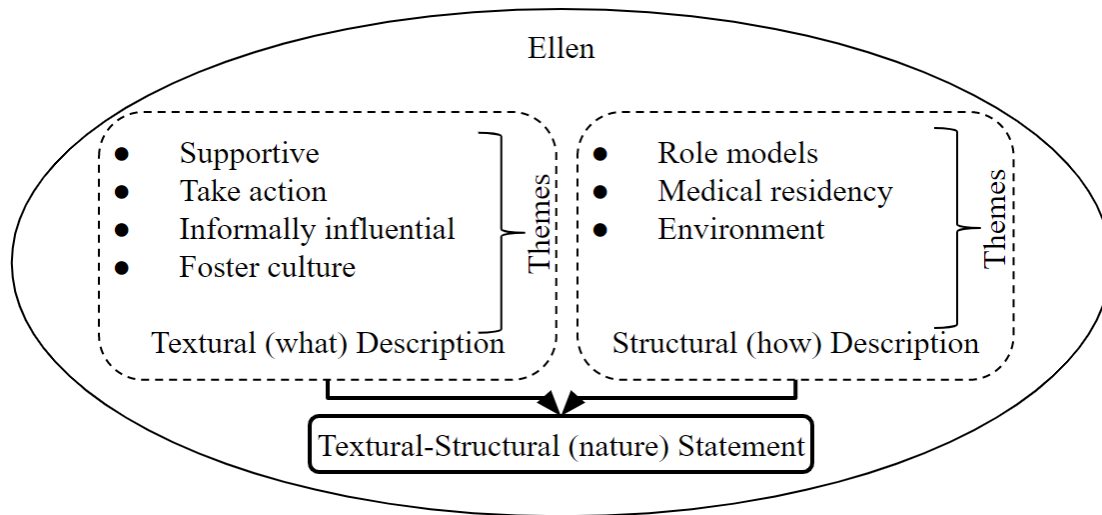 Ellen
● Supportive
● Take action
● Informally influential
● Foster culture
Themes
Textural (what) Description
● Role models
● Medical residency
● Environment
Themes
Structural (how) Description
Textural-Structural (nature) Statement